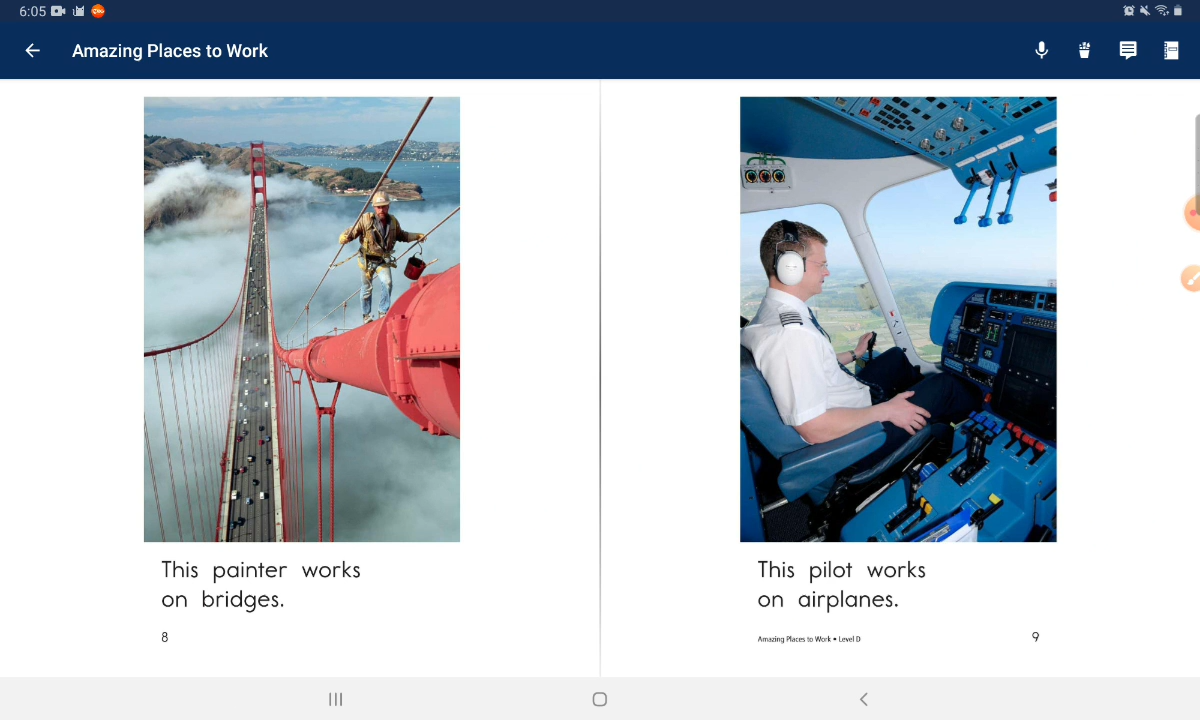 6:05
Amazing Places to Work
This painter works
on bridges.
8
This pilot works
on airplanes.
Amazing Places to Work • Level D
9